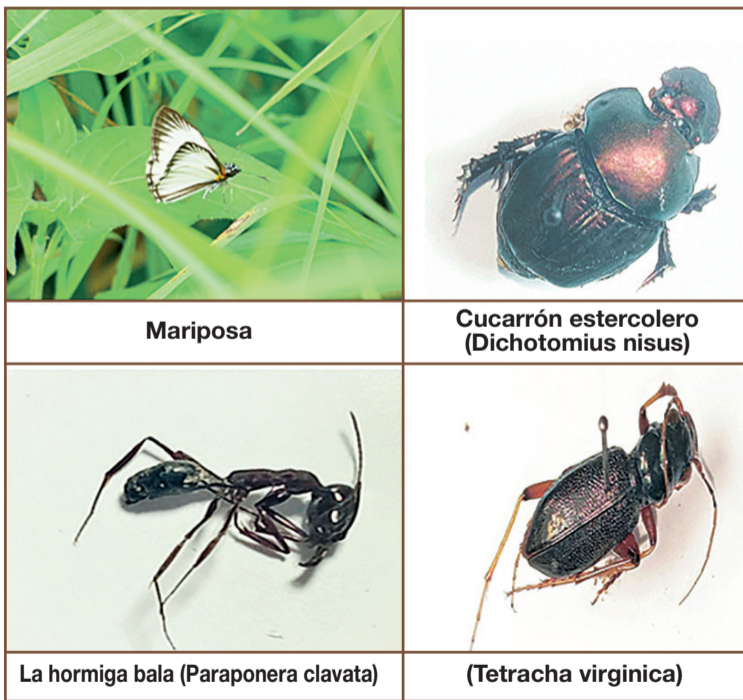 Mariposa
Cucarrón estercolero
(Dichotomius nisus)
La hormiga bala (Paraponera clavata)
(Tetracha virginica)